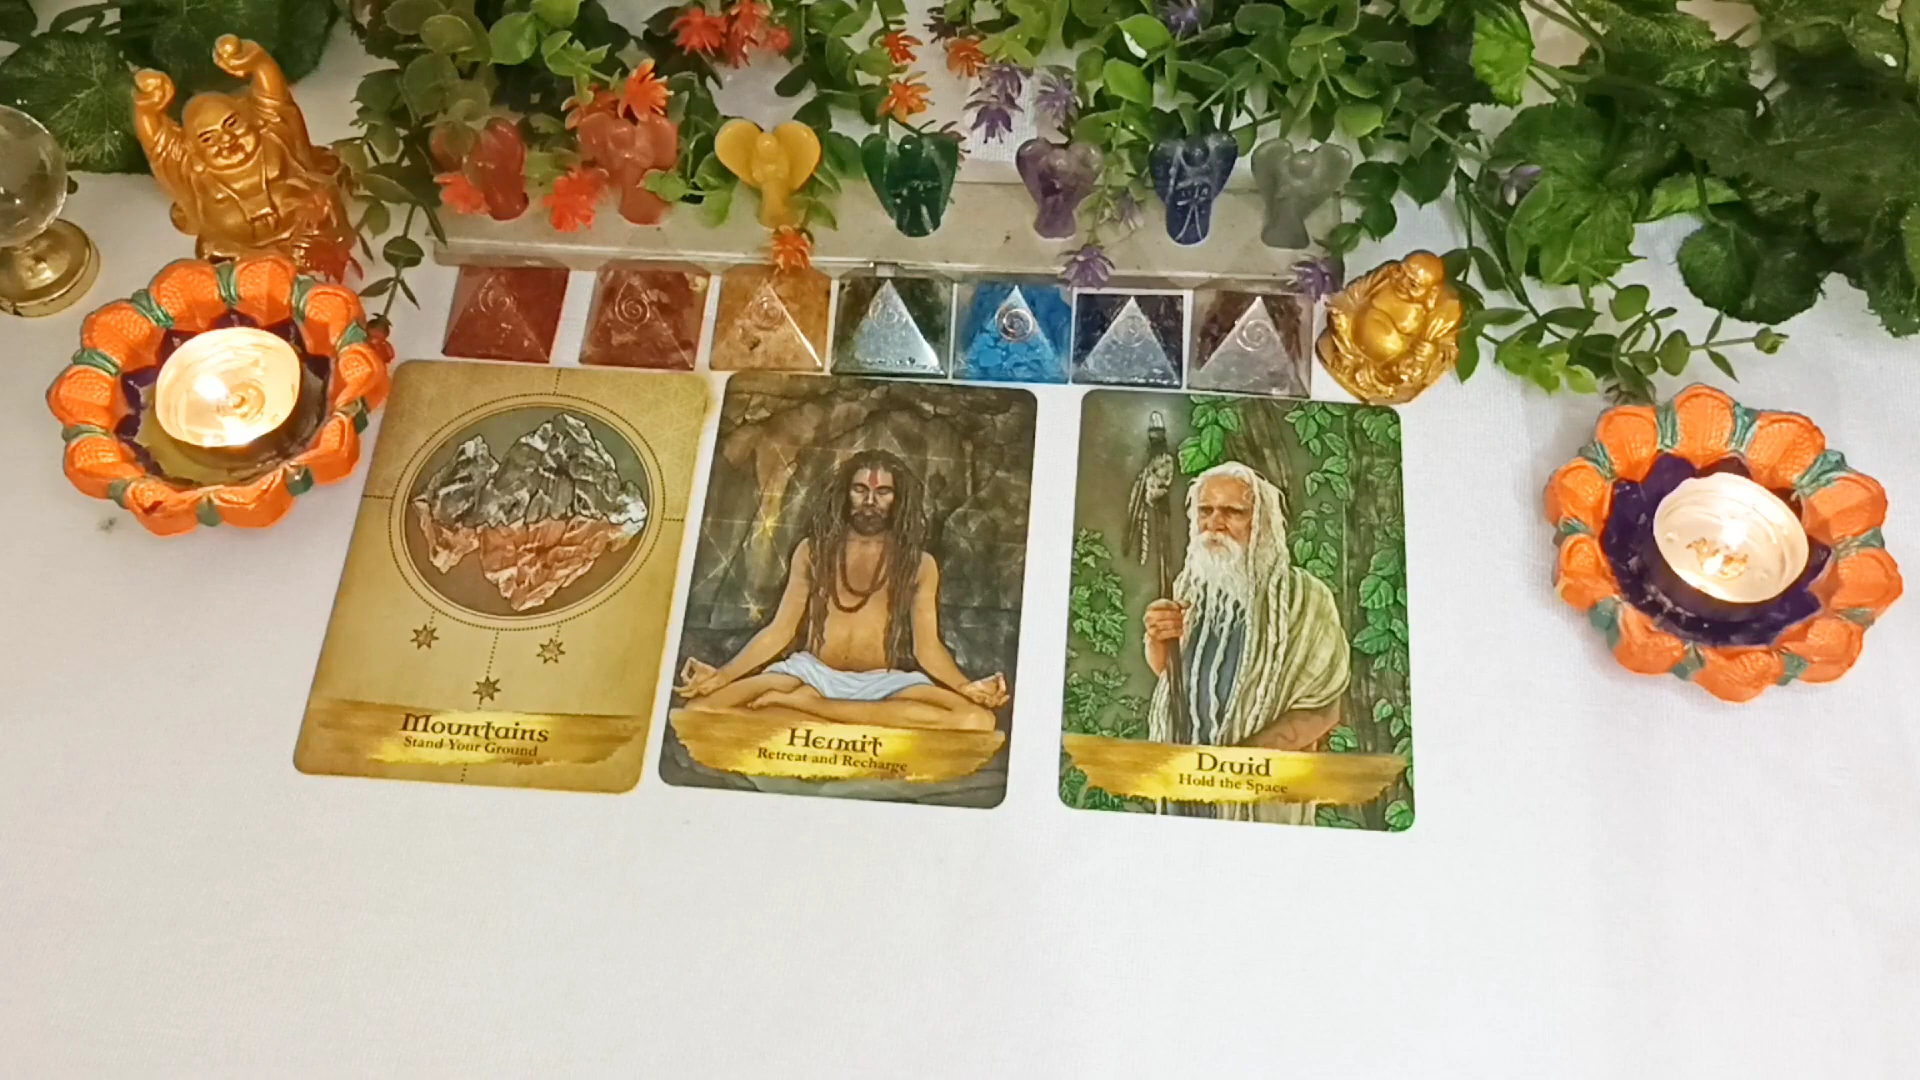 Mountains
Stand Your Ground
Hermit
Retreat and Recharge
Druid
Hold the Space